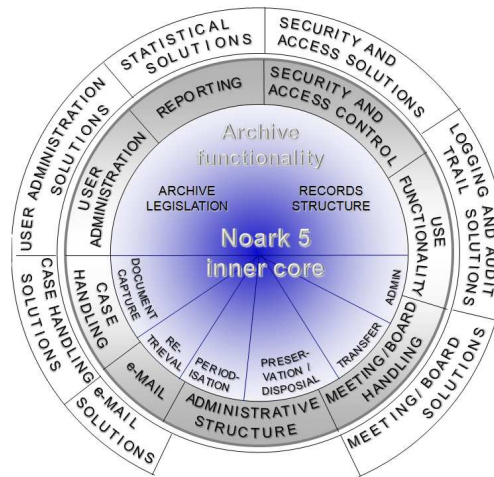 STATISTICAL
SOLUTIONS
SECURITY AND
ACCESS SOLUTIONS
LOGGING AND AUDIT
TRAIL SOLUTIONS
MEETING/BOARD
SOLUTIONS
e-MAIL
SOLUTIONS
CASE HANDLING
SOLUTIONS
USER ADMINISTRATION
SOLUTIONS
REPORTING
SECURITY AND
ACCESS CONTROL
USE
FUNCTIONALITY
MEETING/BOARD
HANDLING
ADMINISTRATIVE
STRUCTURE
e-MAIL
CASE
HANDLING
USER
ADMINISTRATION
Archive
functionality
ARCHIVE
LEGISLATION
RECORDS
STRUCTURE
Noark 5
inner core
DOCUMENT
CAPTURE
RE-
TRIEVAL
PERIOD-
ISATION
PRESER-
VATION /
DISPOSAL
TRANSFER
ADMIN